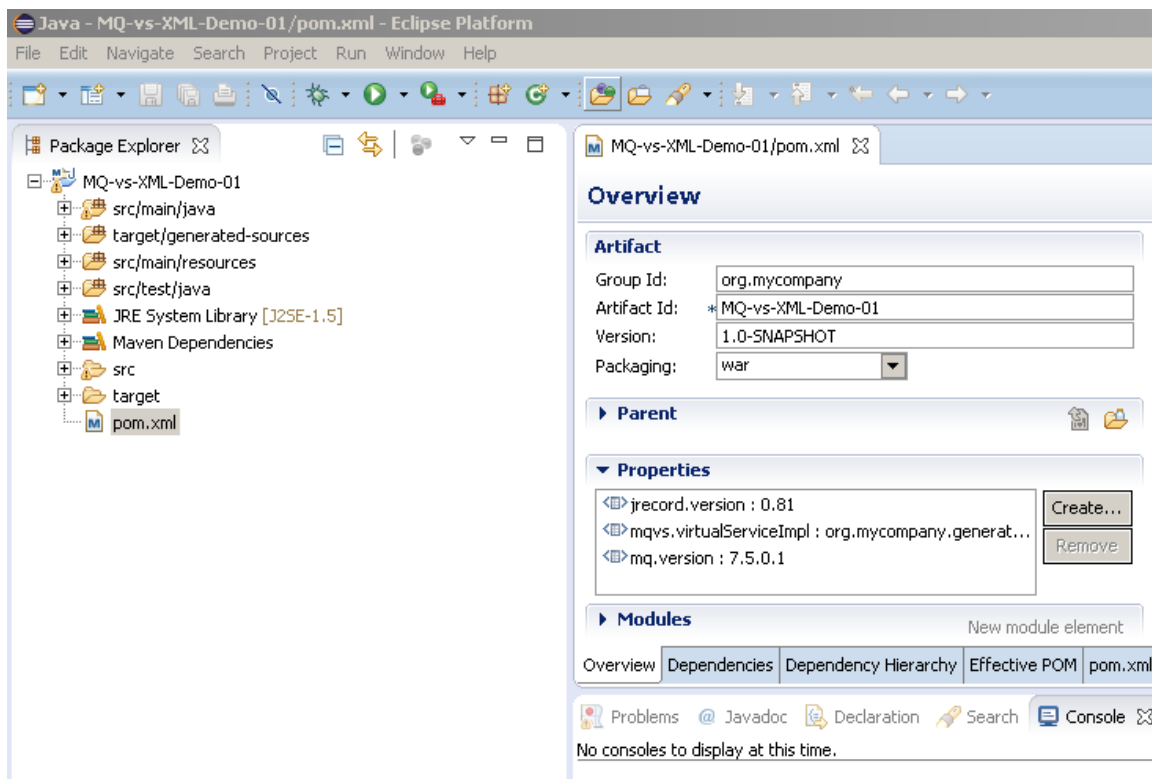 Java - MQ-vs-XML-Demo-01/pom.xml - Eclipse Platform
File Edit Navigate Search Project Run Window Help
Package Explorer
MQ-vs-XML-Demo-01
src/main/java
target/generated-sources
src/main/resources
src/test/java
JRE System Library [J2SE-1.5]
Maven Dependencies
src
target
pom.xml
MQ-vs-XML-Demo-01/pom.xml
Overview
Artifact
Group Id: org.mycompany
Artifact Id: * MQ-vs-XML-Demo-01
Version: 1.0-SNAPSHOT
Packaging: war
Parent
Properties
jrecord.version : 0.81
mqvs.virtualServiceImpl : org.mycompany.generat...
mq.version : 7.5.0.1
Create...
Remove
Modules
New module element
Overview Dependencies Dependency Hierarchy Effective POM pom.xml
Problems @ Javadoc Declaration Search Console
No consoles to display at this time.